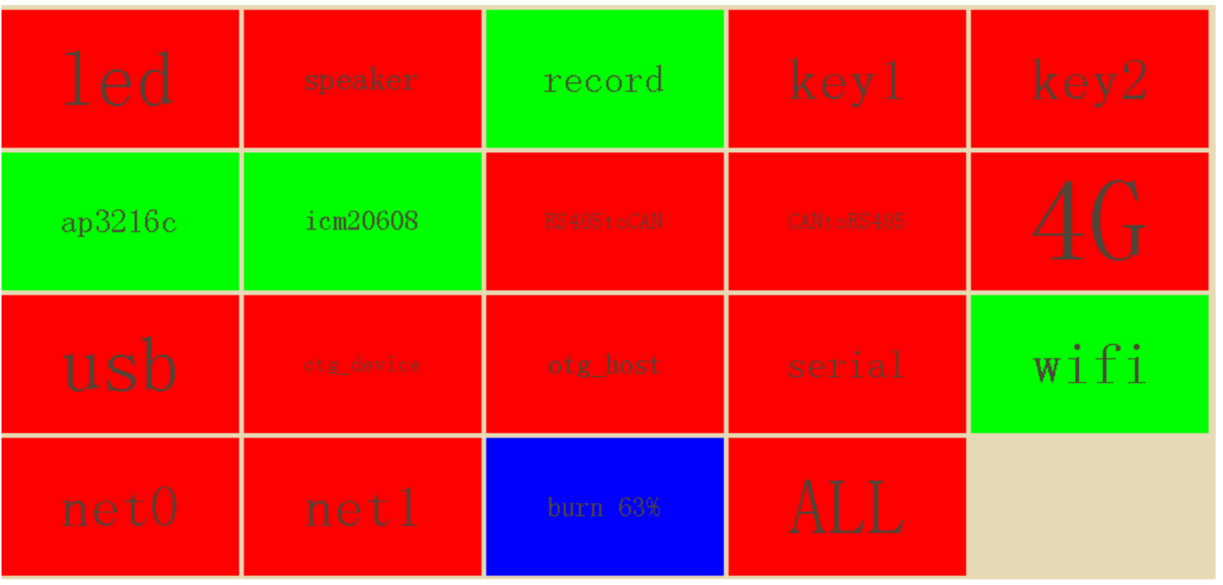 led
speaker
record
key1
key2
ap3216c
icm20608
RS485toCAN
CANtoRS485
4G
usb
otg_device
otg_host
serial
wifi
net0
net1
burn 63%
ALL